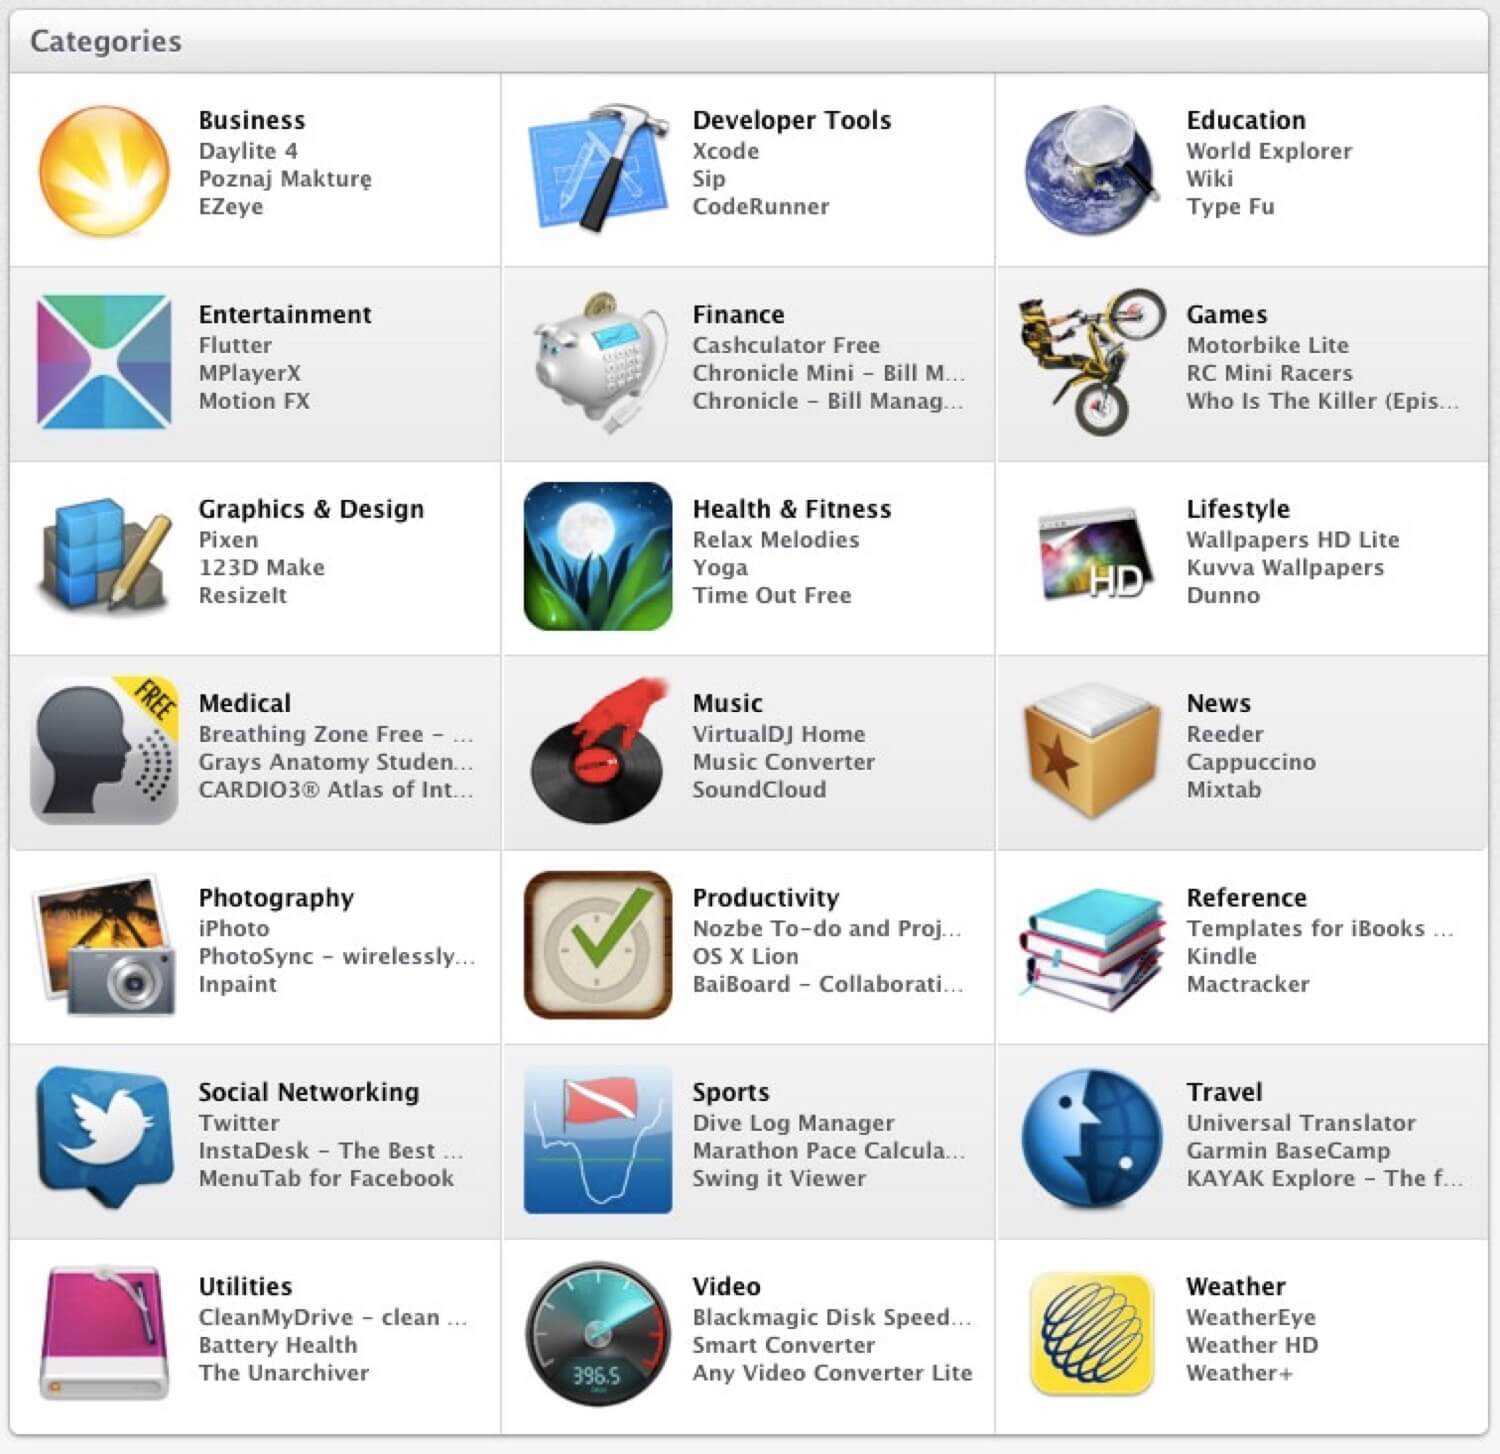 Categories
Business
Daylite 4
Poznaj Makturę
EZeye
Developer Tools
Xcode
Sip
CodeRunner
Education
World Explorer
Wiki
Type Fu
Entertainment
Flutter
MPlayerX
Motion FX
Finance
Cashculator Free
Chronicle Mini – Bill M...
Chronicle – Bill Manag...
Games
Motorbike Lite
RC Mini Racers
Who Is The Killer (Epis...
Graphics & Design
Pixen
123D Make
ResizeIt
Health & Fitness
Relax Melodies
Yoga
Time Out Free
HD
Lifestyle
Wallpapers HD Lite
Kuvva Wallpapers
Dunno
FREE
Medical
Breathing Zone Free – ...
Grays Anatomy Studen...
CARDIO3® Atlas of Int...
Music
VirtualDJ Home
Music Converter
SoundCloud
News
Reeder
Cappuccino
Mixtab
Photography
iPhoto
PhotoSync – wirelessly...
Inpaint
Productivity
Nozbe To-do and Proj...
OS X Lion
BaiBoard – Collaborati...
Reference
Templates for iBooks ...
Kindle
Mactracker
Social Networking
Twitter
InstaDesk – The Best ...
MenuTab for Facebook
Sports
Dive Log Manager
Marathon Pace Calcula...
Swing it Viewer
Travel
Universal Translator
Garmin BaseCamp
KAYAK Explore – The f...
Utilities
CleanMyDrive – clean ...
Battery Health
The Unarchiver
396.5
Video
Blackmagic Disk Speed...
Smart Converter
Any Video Converter Lite
Weather
WeatherEye
Weather HD
Weather+